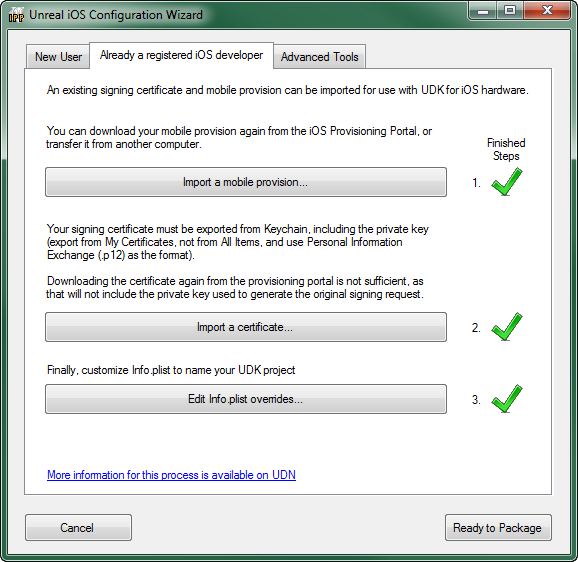 IPP
Unreal iOS Configuration Wizard
New User
Already a registered iOS developer
Advanced Tools
An existing signing certificate and mobile provision can be imported for use with UDK for iOS hardware.
You can download your mobile provision again from the iOS Provisioning Portal, or
transfer it from another computer.
Finished
Steps
Import a mobile provision...
1.
Your signing certificate must be exported from Keychain, including the private key
(export from My Certificates, not from All Items, and use Personal Information
Exchange (.p12) as the format).
Downloading the certificate again from the provisioning portal is not sufficient, as
that will not include the private key used to generate the original signing request.
Import a certificate...
2.
Finally, customize Info.plist to name your UDK project
Edit Info.plist overrides...
3.
More information for this process is available on UDN
Cancel
Ready to Package